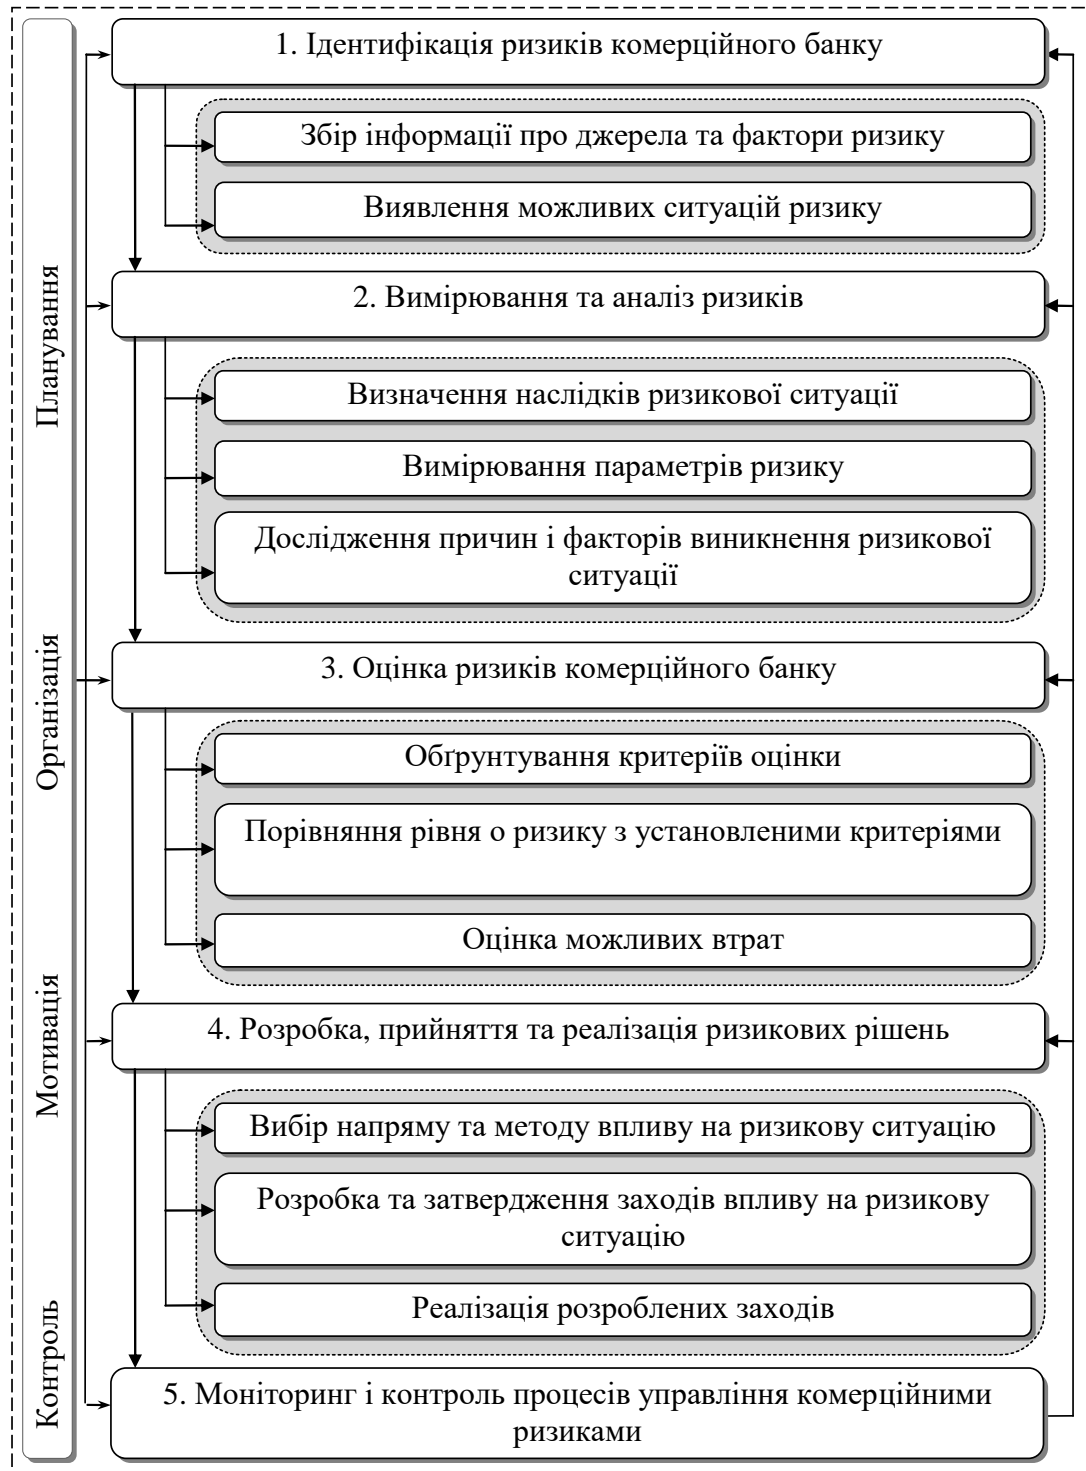 1. Ідентифікація ризиків комерційного банку
Збір інформації про джерела та фактори ризику
Виявлення можливих ситуацій ризику
2. Вимірювання та аналіз ризиків
Визначення наслідків ризикової ситуації
Вимірювання параметрів ризику
Дослідження причин і факторів виникнення ризикової
ситуації
3. Оцінка ризиків комерційного банку
Обґрунтування критеріїв оцінки
Порівняння рівня о ризику з установленими критеріями
Оцінка можливих втрат
4. Розробка, прийняття та реалізація ризикових рішень
Вибір напряму та методу впливу на ризикову ситуацію
Розробка та затвердження заходів впливу на ризикову
ситуацію
Реалізація розроблених заходів
5. Моніторинг і контроль процесів управління комерційними
ризиками
Планування
Організація
Мотивація
Контроль